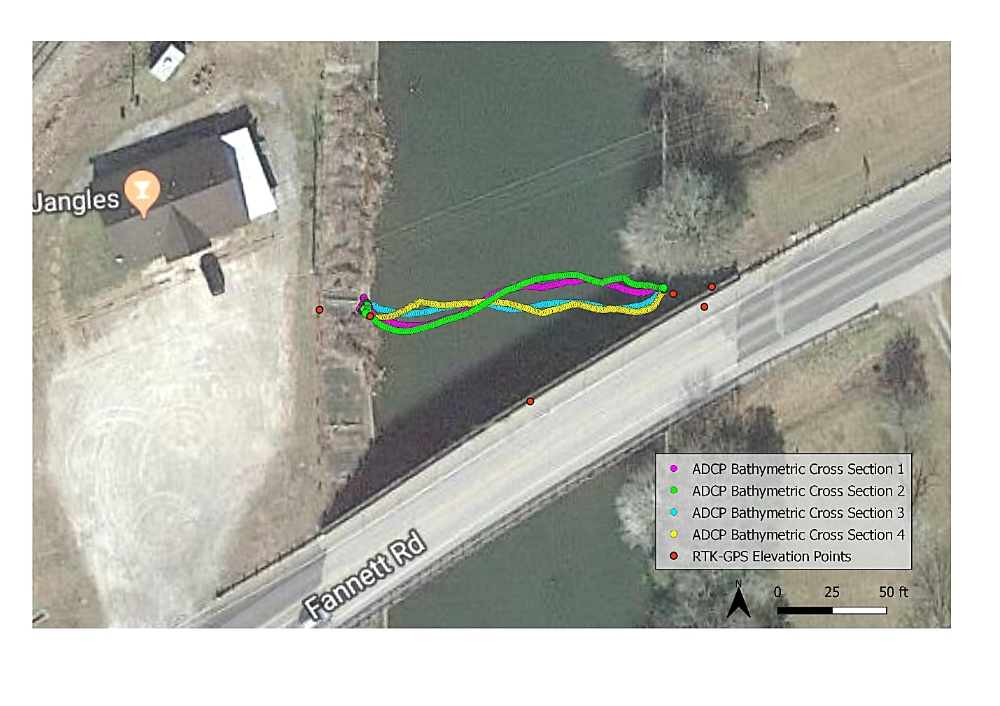 Jangles
Fannett Rd
ADCP Bathymetric Cross Section 1
ADCP Bathymetric Cross Section 2
ADCP Bathymetric Cross Section 3
ADCP Bathymetric Cross Section 4
RTK-GPS Elevation Points
N
0 25 50 ft